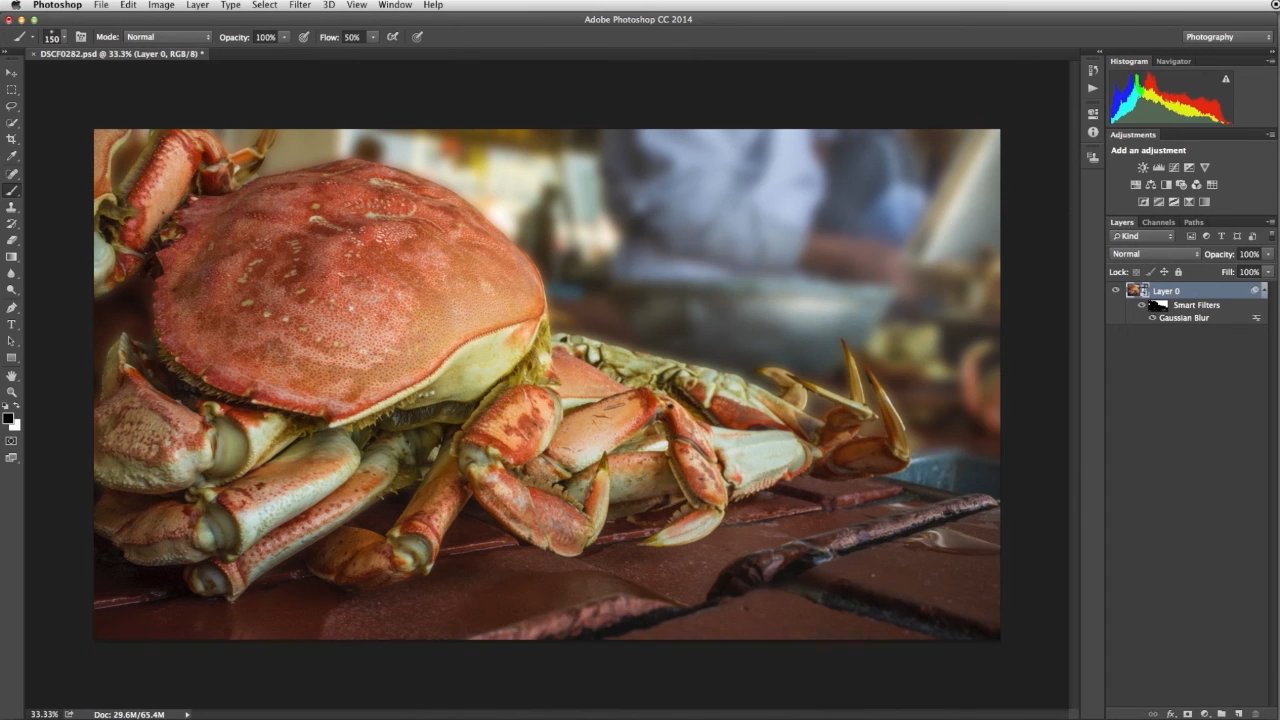 Photoshop File Edit Image Layer Type Select Filter 3D View Window Help
Adobe Photoshop CC 2014
150 Mode: Normal Opacity: 100% Flow: 50% Photography
× DSCF0282.psd @ 33.3% (Layer 0, RGB/8) *
Histogram Navigator
Adjustments
Add an adjustment
Layers Channels Paths
Kind
Normal Opacity: 100%
Lock: Fill: 100%
Layer 0
Smart Filters
Gaussian Blur
33.33% Doc: 29.6M/65.4M
fx